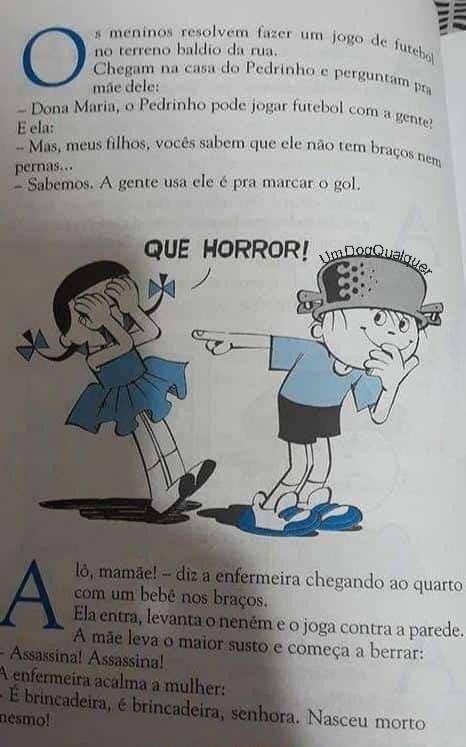 Os meninos resolvem fazer um jogo de futebol
no terreno baldio da rua.
Chegam na casa do Pedrinho e perguntam pra
mãe dele:
– Dona Maria, o Pedrinho pode jogar futebol com a gente?
E ela:
– Mas, meus filhos, vocês sabem que ele não tem braços nem
pernas...
– Sabemos. A gente usa ele é pra marcar o gol.
QUE HORROR!
UmDogQualquer
Alô, mamãe! – diz a enfermeira chegando ao quarto
com um bebê nos braços.
Ela entra, levanta o neném e o joga contra a parede.
A mãe leva o maior susto e começa a berrar:
– Assassina! Assassina!
A enfermeira acalma a mulher:
– É brincadeira, é brincadeira, senhora. Nasceu morto
mesmo!